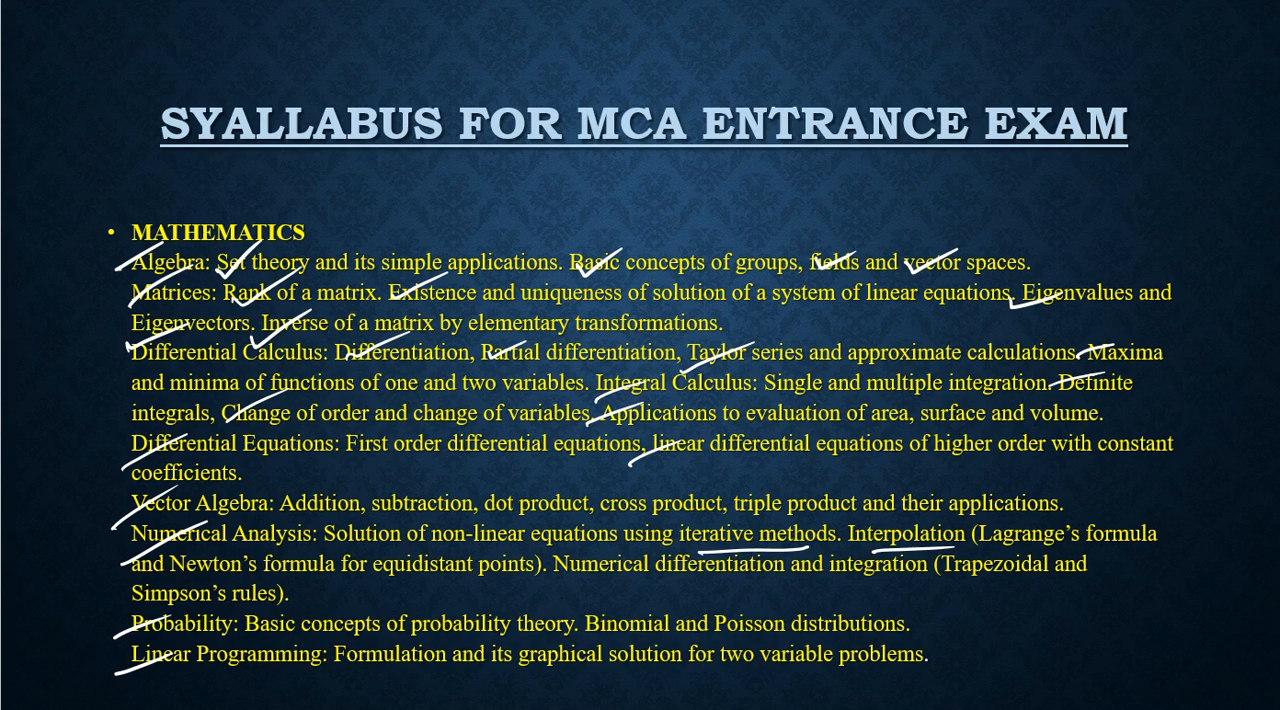 SYALLABUS FOR MCA ENTRANCE EXAM
• MATHEMATICS
Algebra: Set theory and its simple applications. Basic concepts of groups, fields and vector spaces.
Matrices: Rank of a matrix. Existence and uniqueness of solution of a system of linear equations. Eigenvalues and
Eigenvectors. Inverse of a matrix by elementary transformations.
Differential Calculus: Differentiation, Partial differentiation, Taylor series and approximate calculations. Maxima
and minima of functions of one and two variables. Integral Calculus: Single and multiple integration. Definite
integrals, Change of order and change of variables. Applications to evaluation of area, surface and volume.
Differential Equations: First order differential equations, linear differential equations of higher order with constant
coefficients.
Vector Algebra: Addition, subtraction, dot product, cross product, triple product and their applications.
Numerical Analysis: Solution of non-linear equations using iterative methods. Interpolation (Lagrange’s formula
and Newton’s formula for equidistant points). Numerical differentiation and integration (Trapezoidal and
Simpson’s rules).
Probability: Basic concepts of probability theory. Binomial and Poisson distributions.
Linear Programming: Formulation and its graphical solution for two variable problems.